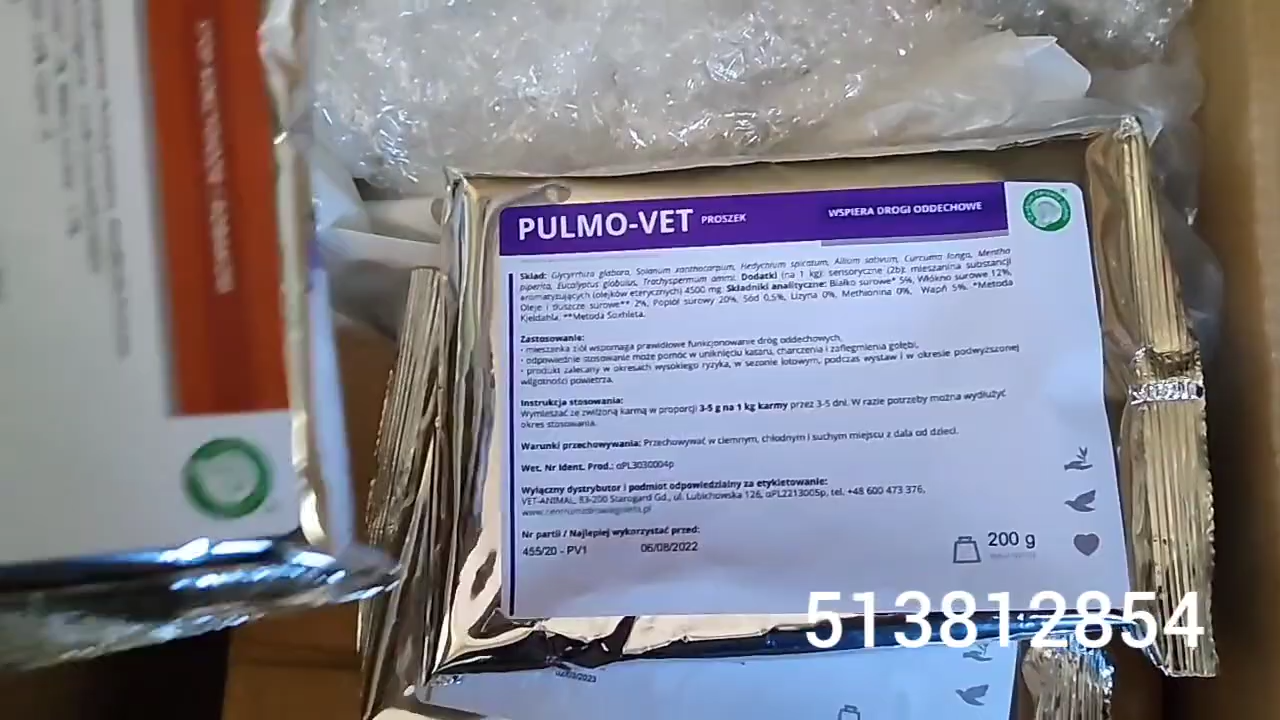 PULMO-VET PROSZEK
WSPIERA DROGI ODDECHOWE
Skład: Glycyrrhiza glabara, Solanum xanthocarpum, Hedychium spicatum, Allium sativum, Curcuma longa, Mentha
piperita, Eucalyptus globulus, Trachyspermum ammi. Dodatki (na 1 kg): sensoryczne (2b): mieszanina substancji
aromatyzujących (olejków eterycznych) 4500 mg. Składniki analityczne: Białko surowe* 5%, Włókno surowe 12%,
Oleje i tłuszcze surowe** 2%, Popiół surowy 20%, Sód 0,5%, Lizyna 0%, Methionina 0%, Wapń 5%. *Metoda
Kjeldahla, **Metoda Soxhleta.
Zastosowanie:
• mieszanka ziół wspomaga prawidłowe funkcjonowanie dróg oddechowych,
• odpowiednie stosowanie może pomóc w uniknięciu kataru, charczenia i zaflegmienia gołębi,
• produkt zalecany w okresach wysokiego ryzyka, w sezonie lotowym, podczas wystaw i w okresie podwyższonej
wilgotności powietrza.
Instrukcja stosowania:
Wymieszać ze zwilżoną karmą w proporcji 3-5 g na 1 kg karmy przez 3-5 dni. W razie potrzeby można wydłużyć
okres stosowania.
Warunki przechowywania: Przechowywać w ciemnym, chłodnym i suchym miejscu z dala od dzieci.
Wet. Nr Ident. Prod.: αPL3030004p
Wyłączny dystrybutor i podmiot odpowiedzialny za etykietowanie:
VET-ANIMAL, 83-200 Starogard Gd., ul. Lubichowska 126, αPL2213005p, tel. +48 600 473 376,
www.centrumzdrowiagolebia.pl
Nr partii / Najlepiej wykorzystać przed:
455/20 - PV1 06/08/2022
200 g
513812854